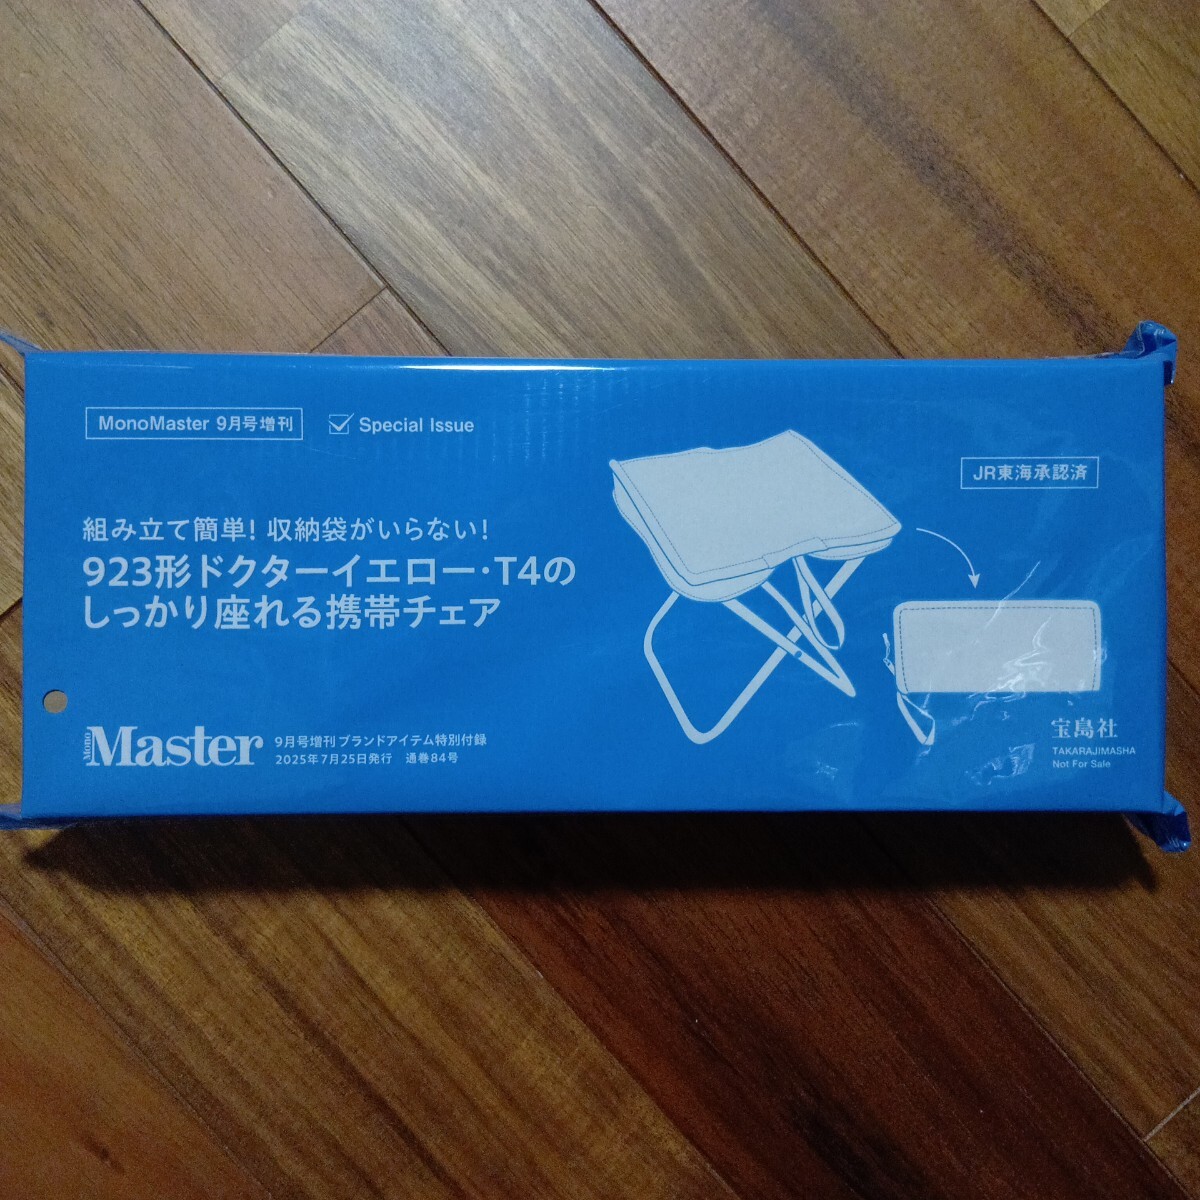 MonoMaster 9月号増刊
Special Issue
JR東海承認済
組み立て簡単！収納袋がいらない！
923形ドクターイエロー・T4の
しっかり座れる携帯チェア
Mono Master
9月号増刊 ブランドアイテム特別付録
2025年7月25日発行 通巻84号
宝島社
TAKARAJIMASHA
Not For Sale